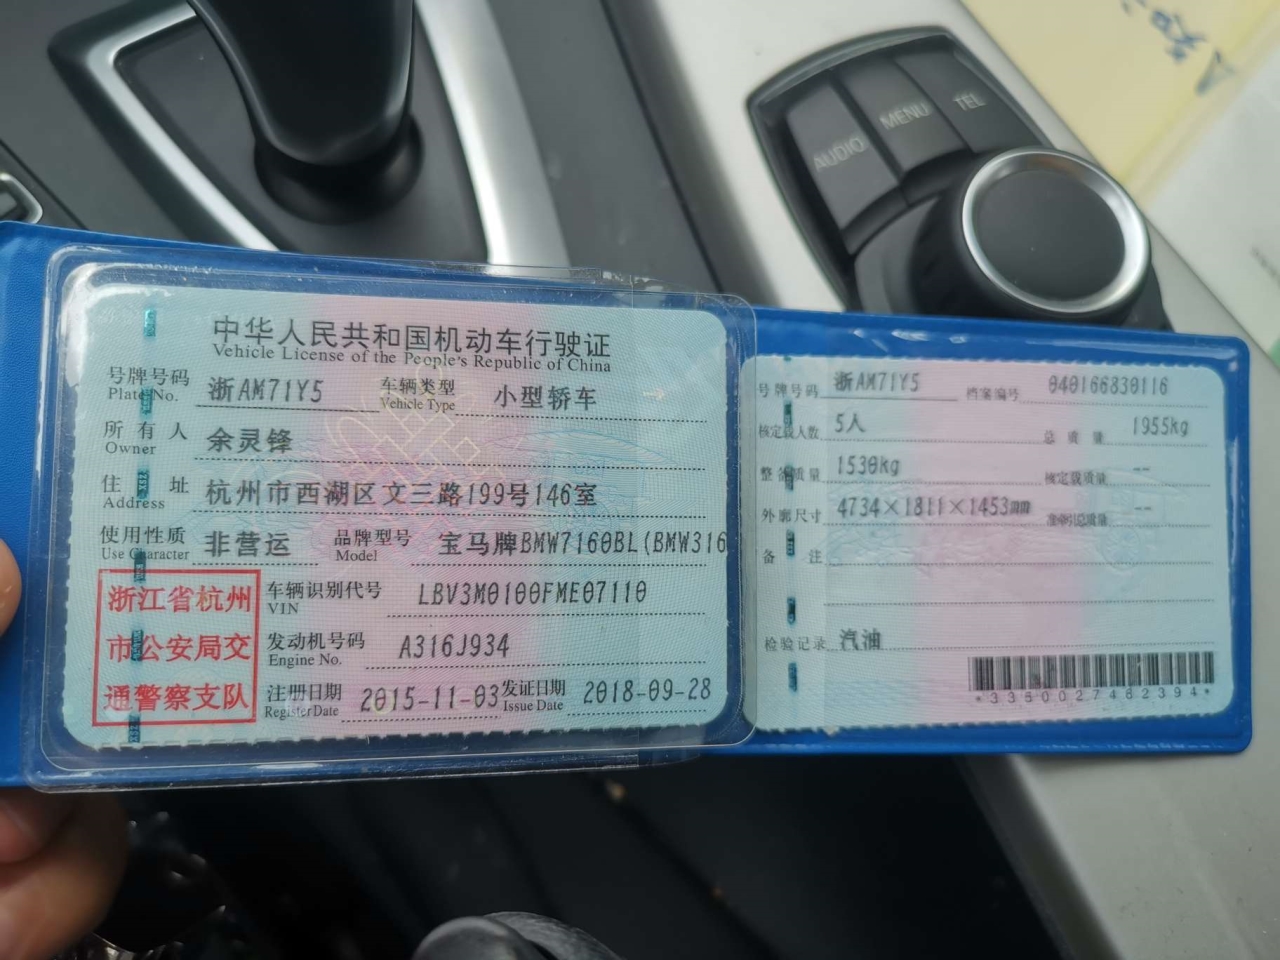 AUDIO
MENU
TEL
中华人民共和国机动车行驶证
Vehicle License of the People's Republic of China
号牌号码 浙AM71Y5 车辆类型 小型轿车
Plate No. Vehicle Type
所有人 余灵锋
Owner
住址 杭州市西湖区文三路199号146室
Address
使用性质 非营运 品牌型号 宝马牌BMW7160BL(BMW316
Use Character Model
浙江省杭州
市公安局交
通警察支队
车辆识别代号 LBV3M0100FME07110
VIN
发动机号码 A316J934
Engine No.
注册日期 2015-11-03 发证日期 2018-09-28
Register Date Issue Date
号牌号码 浙AM71Y5 档案编号 040166830116
核定载人数 5人 总质量 1955kg
整备质量 1530kg 核定载质量 --
外廓尺寸 4734×1811×1453mm 准牵引总质量 --
备注
检验记录 汽油
*3360027462394*